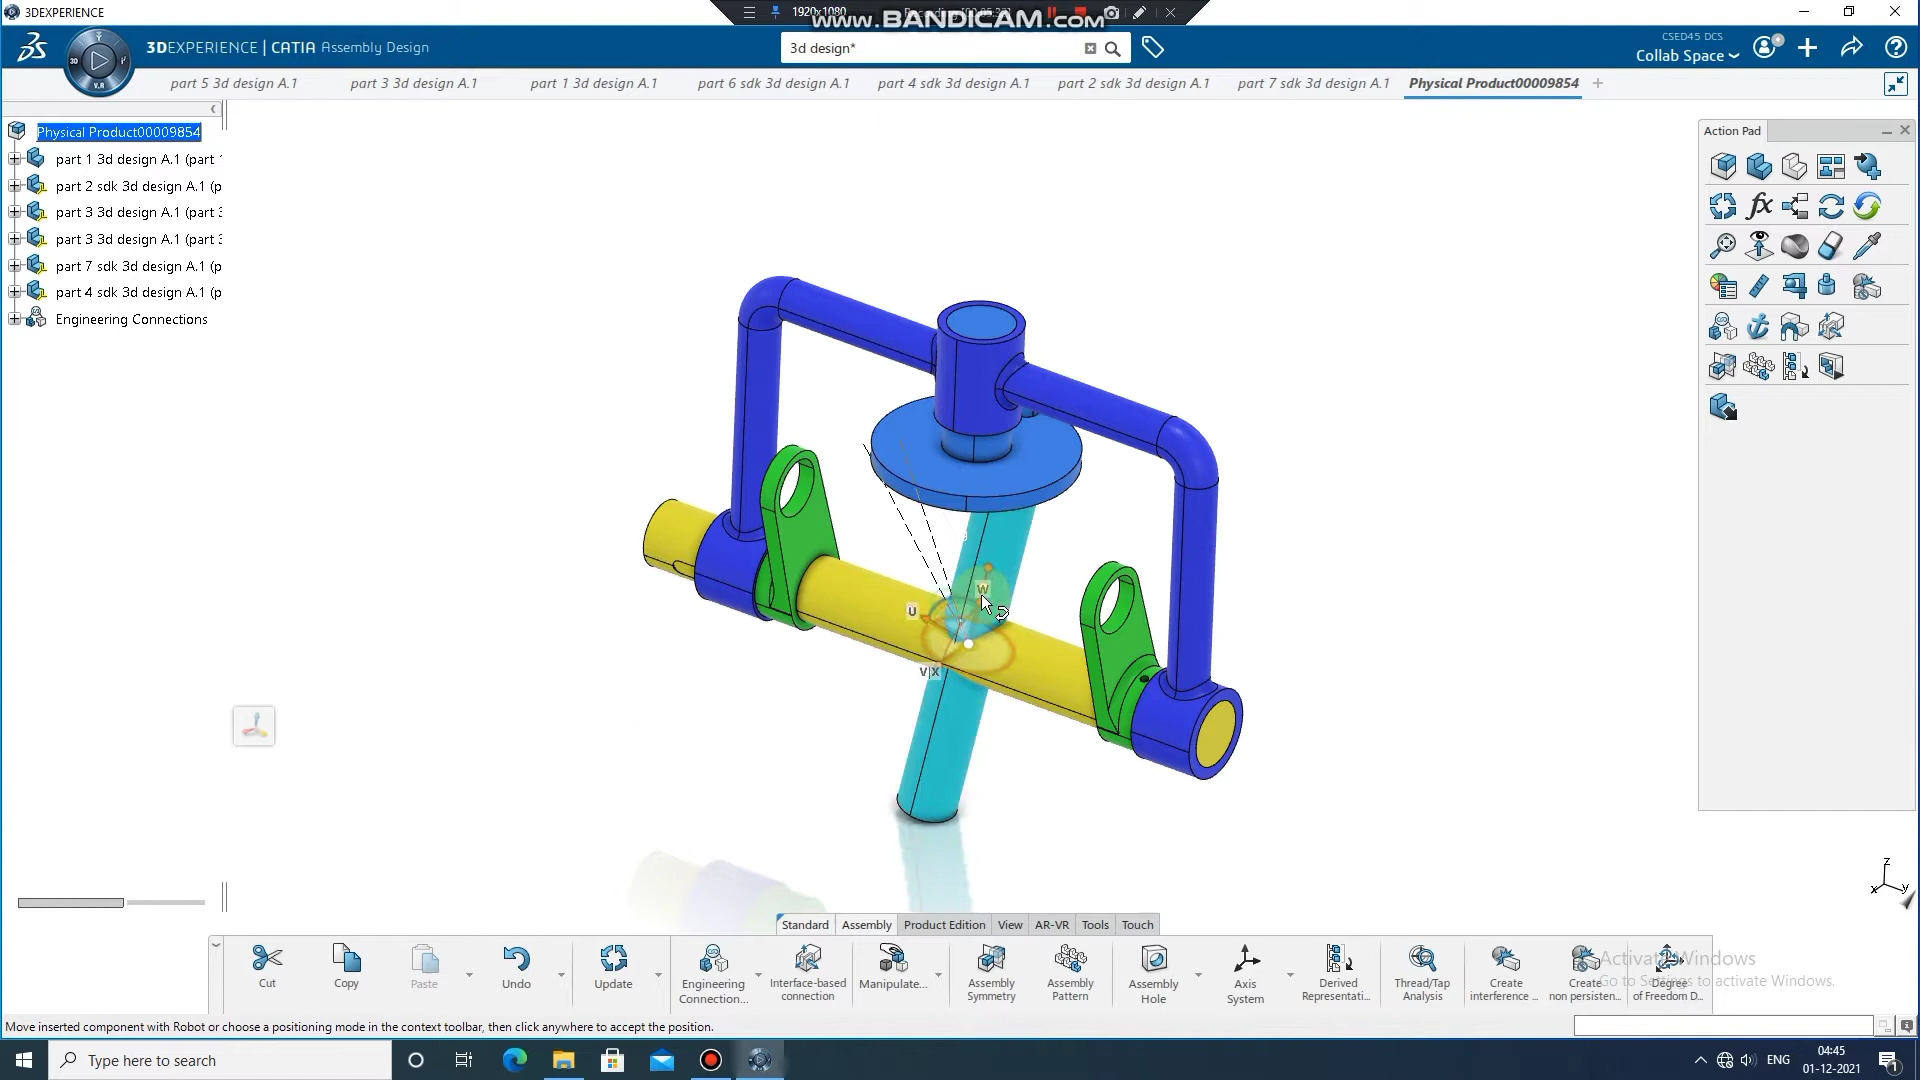 3DEXPERIENCE
1920x1080
www.BANDICAM.com
3DEXPERIENCE | CATIA Assembly Design
3d design*
CSED45 DCS
Collab Space
part 5 3d design A.1
part 3 3d design A.1
part 1 3d design A.1
part 6 sdk 3d design A.1
part 4 sdk 3d design A.1
part 2 sdk 3d design A.1
part 7 sdk 3d design A.1
Physical Product00009854
Physical Product00009854
part 1 3d design A.1 (part 1
part 2 sdk 3d design A.1 (p
part 3 3d design A.1 (part 3
part 3 3d design A.1 (part 3
part 7 sdk 3d design A.1 (p
part 4 sdk 3d design A.1 (p
Engineering Connections
Action Pad
fx
W
U
V|X
z
x y
Standard Assembly Product Edition View AR-VR Tools Touch
Cut
Copy
Paste
Undo
Update
Engineering Connection...
Interface-based connection
Manipulate...
Assembly Symmetry
Assembly Pattern
Assembly Hole
Axis System
Derived Representati...
Thread/Tap Analysis
Create interference ...
Create non persisten...
Degree of Freedom D...
Activate Windows
Go to Settings to activate Windows.
Move inserted component with Robot or choose a positioning mode in the context toolbar, then click anywhere to accept the position.
Type here to search
ENG
04:45
01-12-2021